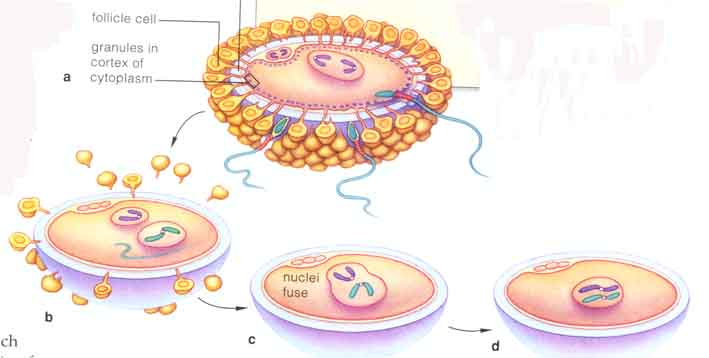 follicle cell
granules in
cortex of
a
cytoplasm
b
nuclei
fuse
c
d
ch